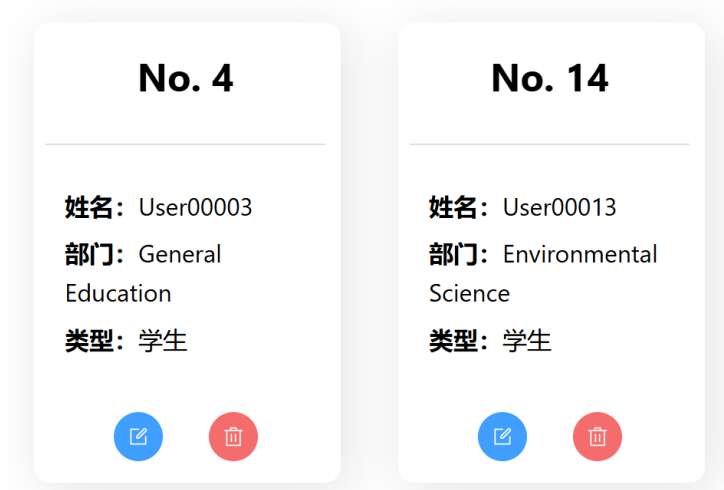 No. 4
姓名：User00003
部门：General
Education
类型：学生
No. 14
姓名：User00013
部门：Environmental
Science
类型：学生